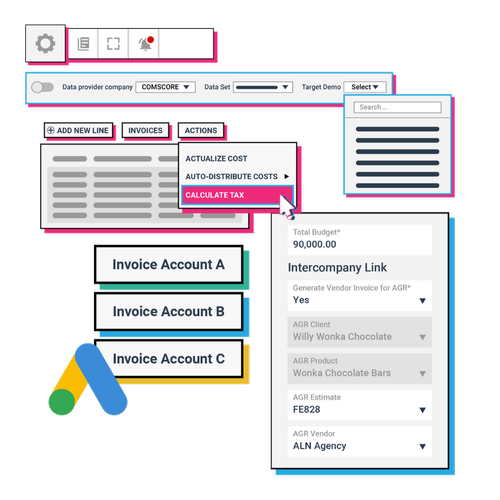 Data provider company COMSCORE Data Set Target Demo Select
Search...
ADD NEW LINE INVOICES ACTIONS
ACTUALIZE COST
AUTO-DISTRIBUTE COSTS
CALCULATE TAX
Total Budget*
90,000.00
Intercompany Link
Generate Vendor Invoice for AGR*
Yes
AGR Client
Willy Wonka Chocolate
AGR Product
Wonka Chocolate Bars
AGR Estimate
FE828
AGR Vendor
ALN Agency
Invoice Account A
Invoice Account B
Invoice Account C